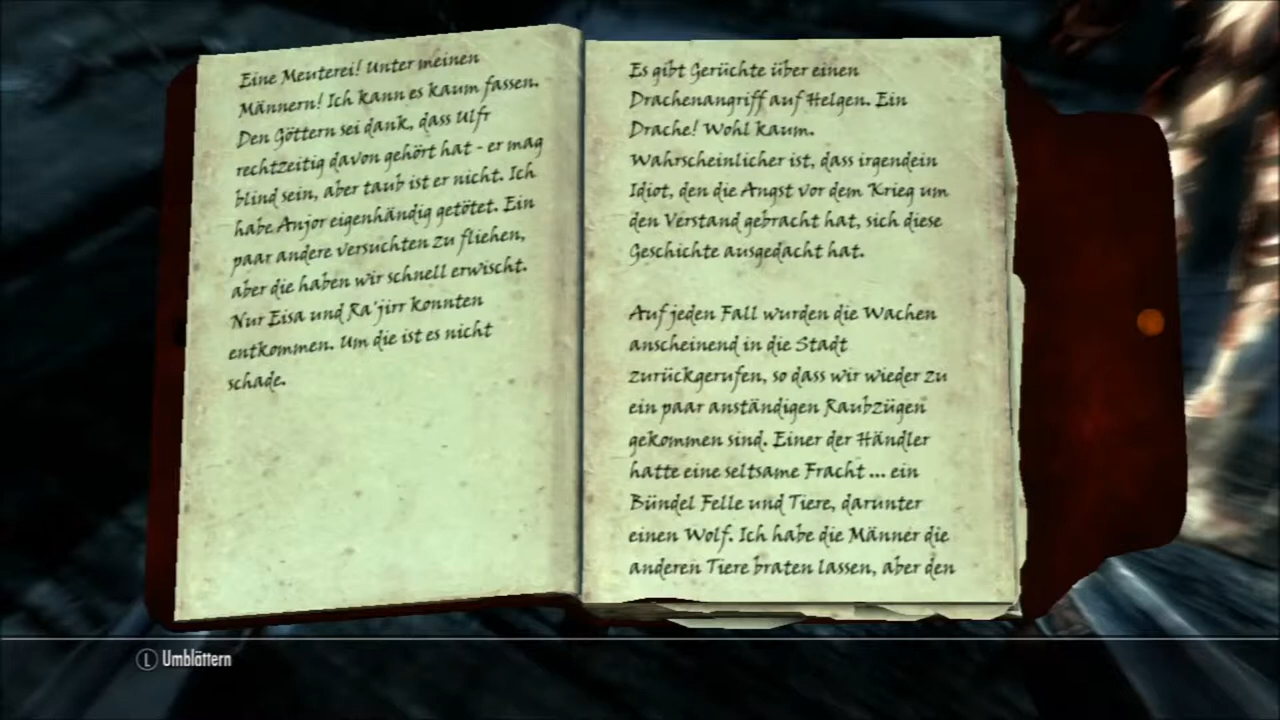 Eine Meuterei! Unter meinen
Männern! Ich kann es kaum fassen.
Den Göttern sei dank, dass Ulfr
rechtzeitig davon gehört hat - er mag
blind sein, aber taub ist er nicht. Ich
habe Anjor eigenhändig getötet. Ein
paar andere versuchten zu fliehen,
aber die haben wir schnell erwischt.
Nur Eisa und Ra'jirr konnten
entkommen. Um die ist es nicht
schade.
Es gibt Gerüchte über einen
Drachenangriff auf Helgen. Ein
Drache! Wohl kaum.
Wahrscheinlicher ist, dass irgendein
Idiot, den die Angst vor dem Krieg um
den Verstand gebracht hat, sich diese
Geschichte ausgedacht hat.
Auf jeden Fall wurden die Wachen
anscheinend in die Stadt
zurückgerufen, so dass wir wieder zu
ein paar anständigen Raubzügen
gekommen sind. Einer der Händler
hatte eine seltsame Fracht ... ein
Bündel Felle und Tiere, darunter
einen Wolf. Ich habe die Männer die
anderen Tiere braten lassen, aber den
L Umblättern